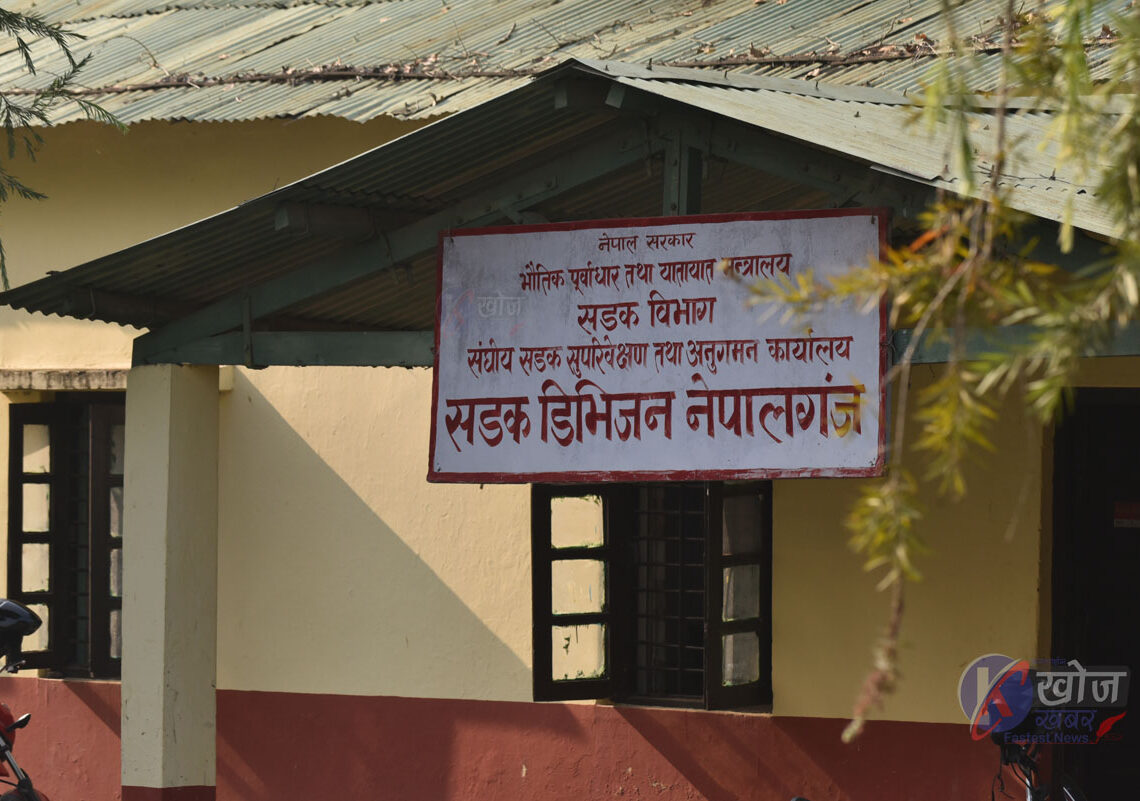 नेपाल सरकार
भौतिक पूर्वाधार तथा यातायात मन्त्रालय
सडक विभाग
संघीय सडक सुपरिवेक्षण तथा अनुगमन कार्यालय
सडक डिभिजन नेपालगंज
खोज
खोज
खबर
Fastest News